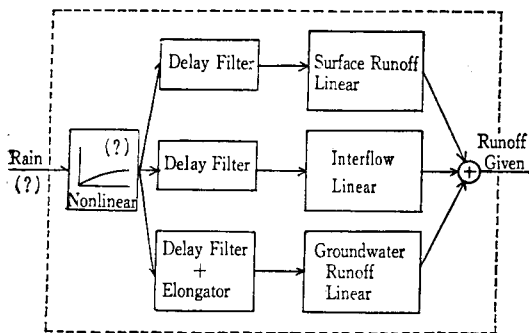 Delay Filter
Surface Runoff
Linear
Rain
(?)
(?)
Nonlinear
Delay Filter
Interflow
Linear
+
Runoff
Given
Delay Filter
+
Elongator
Groundwater
Runoff
Linear